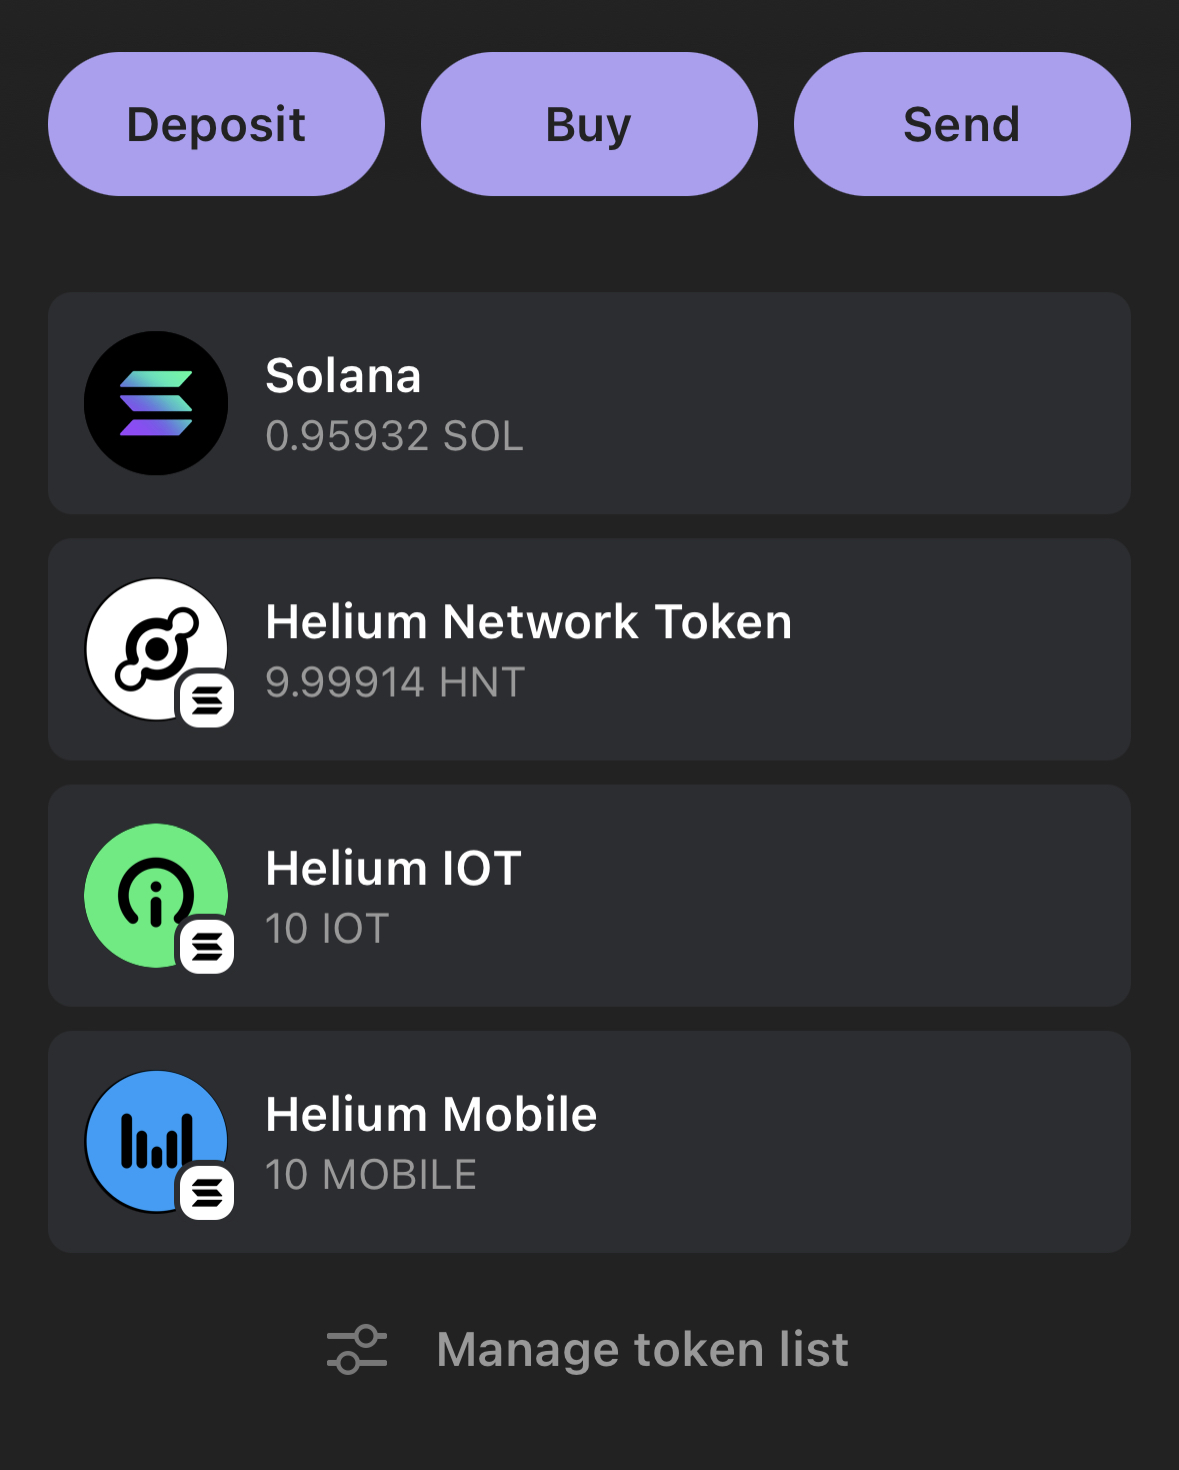 Deposit
Buy
Send
Solana
0.95932 SOL
Helium Network Token
9.99914 HNT
Helium IOT
10 IOT
Helium Mobile
10 MOBILE
Manage token list